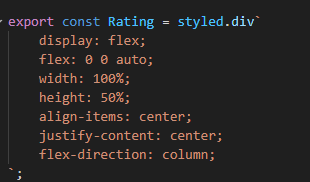 export const Rating = styled.div`
    display: flex;
    flex: 0 0 auto;
    width: 100%;
    height: 50%;
    align-items: center;
    justify-content: center;
    flex-direction: column;
`;